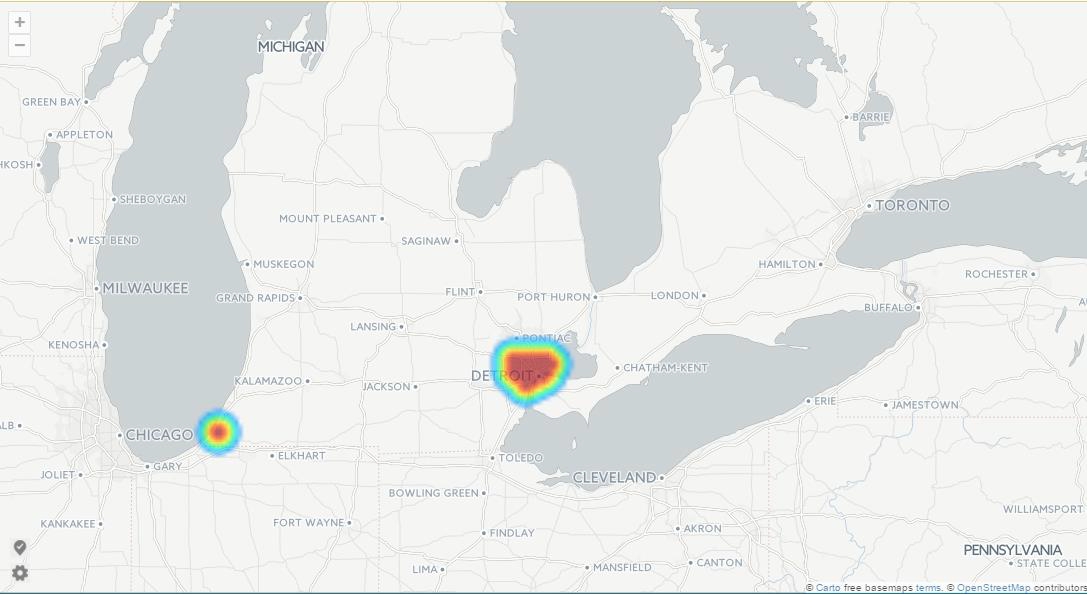 +
−
MICHIGAN
GREEN BAY
APPLETON
HKOSH
BARRIE
SHEBOYGAN
TORONTO
MOUNT PLEASANT
WEST BEND
SAGINAW
MUSKEGON
HAMILTON
ROCHESTER
MILWAUKEE
GRAND RAPIDS
FLINT
PORT HURON
LONDON
BUFFALO
AU
LANSING
KENOSHA
PONTIAC
DETROIT
CHATHAM-KENT
KALAMAZOO
JACKSON
ERIE
JAMESTOWN
ALB
CHICAGO
ELKHART
TOLEDO
GARY
JOLIET
CLEVELAND
BOWLING GREEN
WILLIAMSPORT
KANKAKEE
FORT WAYNE
AKRON
FINDLAY
PENNSYLVANIA
LIMA
MANSFIELD
CANTON
STATE COLLE
© Carto free basemaps terms. © OpenStreetMap contributors